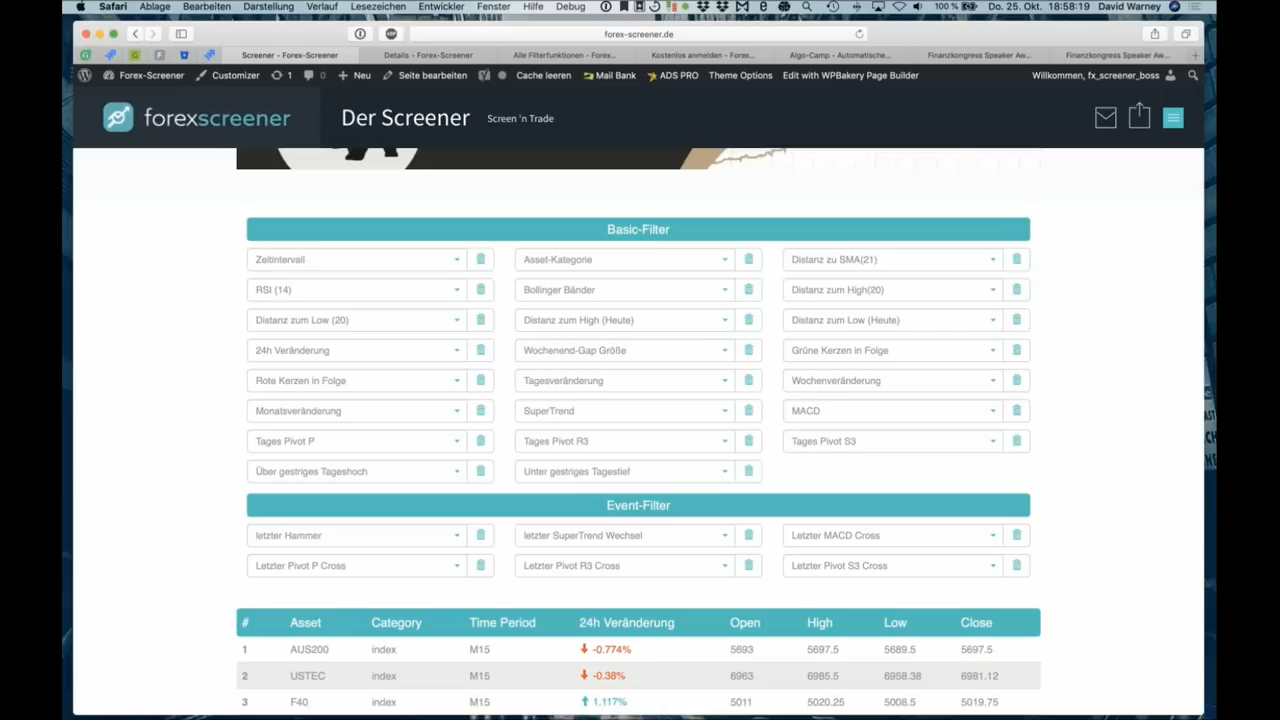 Safari Ablage Bearbeiten Darstellung Verlauf Lesezeichen Entwickler Fenster Hilfe Debug 100 % Do. 25. Okt. 18:58:19 David Warney
forex-screener.de
Screener - Forex-Screener Details - Forex-Screener Alle Filterfunktionen - Forex... Kostenlos anmelden - Forex... Algo-Camp - Automatische... Finanzkongress Speaker Aw... Finanzkongress Speaker Aw...
Forex-Screener Customizer 1 0 Neu Seite bearbeiten Cache leeren Mail Bank ADS PRO Theme Options Edit with WPBakery Page Builder Willkommen, fx_screener_boss
forexscreener Der Screener Screen 'n Trade
Basic-Filter
Zeitintervall Asset-Kategorie Distanz zu SMA(21)
RSI (14) Bollinger Bänder Distanz zum High(20)
Distanz zum Low (20) Distanz zum High (Heute) Distanz zum Low (Heute)
24h Veränderung Wochenend-Gap Größe Grüne Kerzen in Folge
Rote Kerzen in Folge Tagesveränderung Wochenveränderung
Monatsveränderung SuperTrend MACD
Tages Pivot P Tages Pivot R3 Tages Pivot S3
Über gestriges Tageshoch Unter gestriges Tagestief
Event-Filter
letzter Hammer letzter SuperTrend Wechsel Letzter MACD Cross
Letzter Pivot P Cross Letzter Pivot R3 Cross Letzter Pivot S3 Cross
# Asset Category Time Period 24h Veränderung Open High Low Close
1 AUS200 index M15 -0.774% 5693 5697.5 5689.5 5697.5
2 USTEC index M15 -0.38% 6963 6985.5 6958.38 6981.12
3 F40 index M15 1.117% 5011 5020.25 5008.5 5019.75